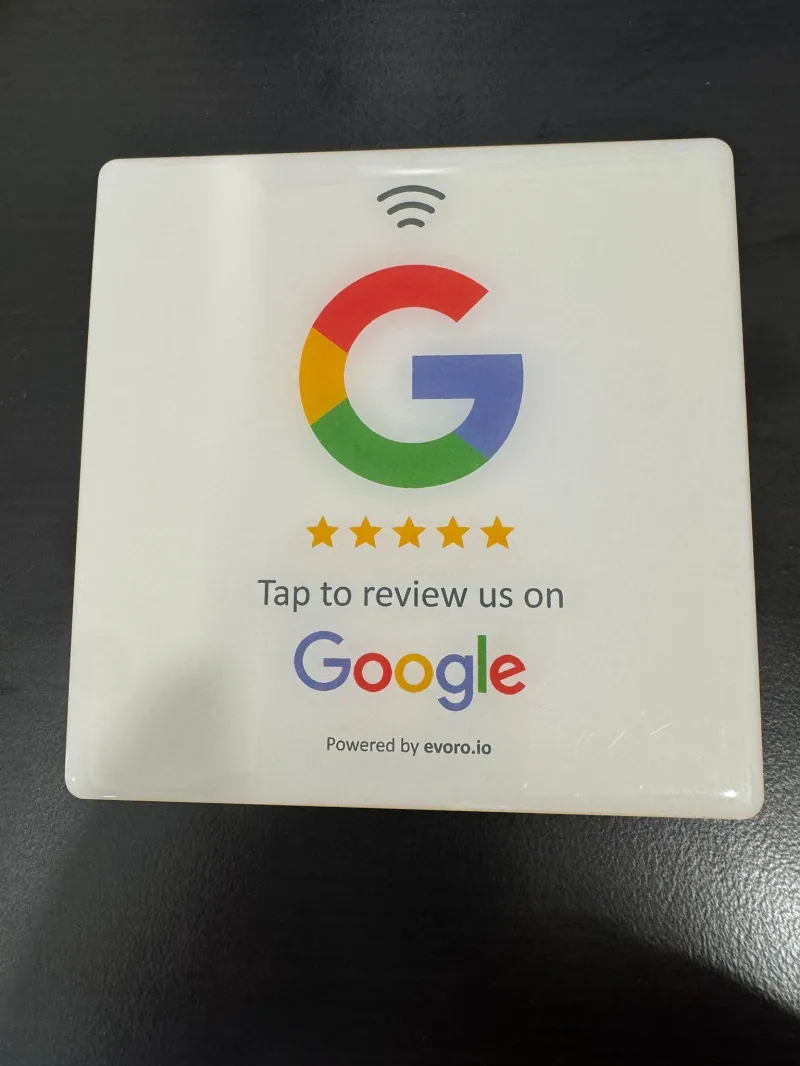 G
Tap to review us on
Google
Powered by evoro.io